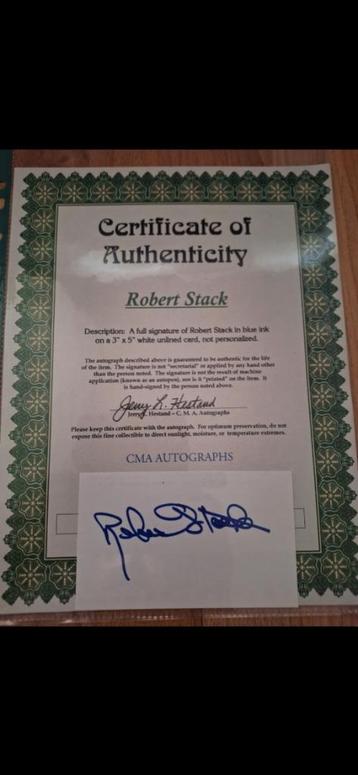 Certificate of
Authenticity
Robert Stack
Description: A full signature of Robert Stack in blue ink
on a 3" x 5" white unlined card, not personalized.
The autograph described above is guaranteed to be authentic for the life
of the item. The signature is not "secretarial" or applied by any hand other
than the person noted. The signature is not the result of machine
application (known as an autopen), nor is it "printed" on the item. It
is hand-signed by the person noted above.
Jerry L. Hestand
Jerry L. Hestand - C. M. A. Autographs
Please keep this certificate with the autograph. For optimum preservation, do not
expose this fine collectible to direct sunlight, moisture, or temperature extremes.
CMA AUTOGRAPHS
Robert Stack